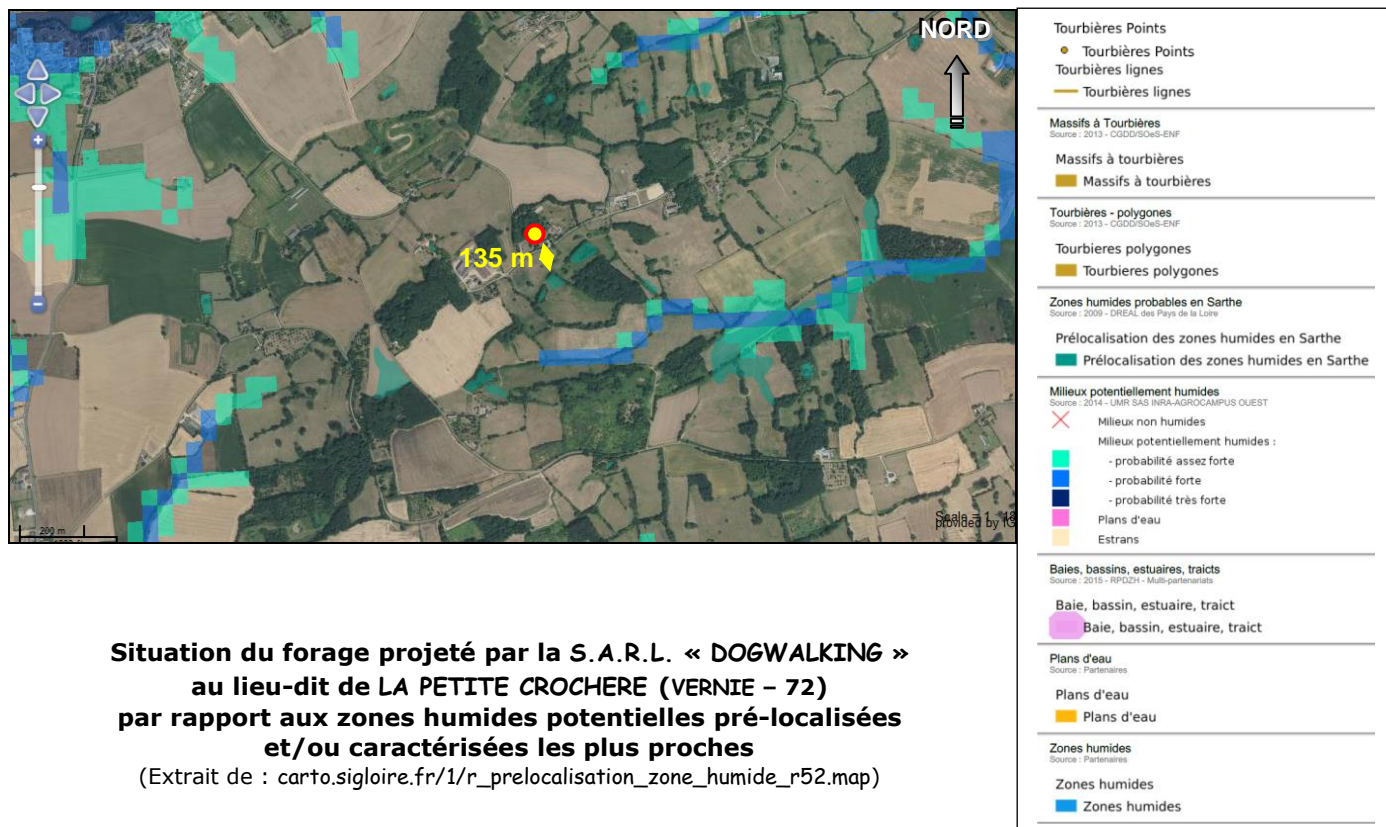 NORD
135 m
200 m
Tourbières Points
Tourbières Points
Tourbières lignes
Tourbières lignes
Massifs à Tourbières
Source : 2013 - CGDD/SOeS-ENF
Massifs à tourbières
Massifs à tourbières
Tourbières - polygones
Source : 2013 - CGDD/SOeS-ENF
Tourbieres polygones
Tourbieres polygones
Zones humides probables en Sarthe
Source : 2009 - DREAL des Pays de la Loire
Prélocalisation des zones humides en Sarthe
Prélocalisation des zones humides en Sarthe
Milieux potentiellement humides
Source : 2014 - UMR SAS INRA-AGROCAMPUS OUEST
Milieux non humides
Milieux potentiellement humides :
- probabilité assez forte
- probabilité forte
- probabilité très forte
Plans d'eau
Estrans
Baies, bassins, estuaires, traicts
Source : 2015 - RPDZH - Multi-partenariats
Baie, bassin, estuaire, traict
Baie, bassin, estuaire, traict
Plans d'eau
Source : Partenaires
Plans d'eau
Plans d'eau
Zones humides
Source : Partenaires
Zones humides
Zones humides
Situation du forage projeté par la S.A.R.L. « DOGWALKING »
au lieu-dit de LA PETITE CROCHERE (VERNIE – 72)
par rapport aux zones humides potentielles pré-localisées
et/ou caractérisées les plus proches
(Extrait de : carto.sigloire.fr/1/r_prelocalisation_zone_humide_r52.map)